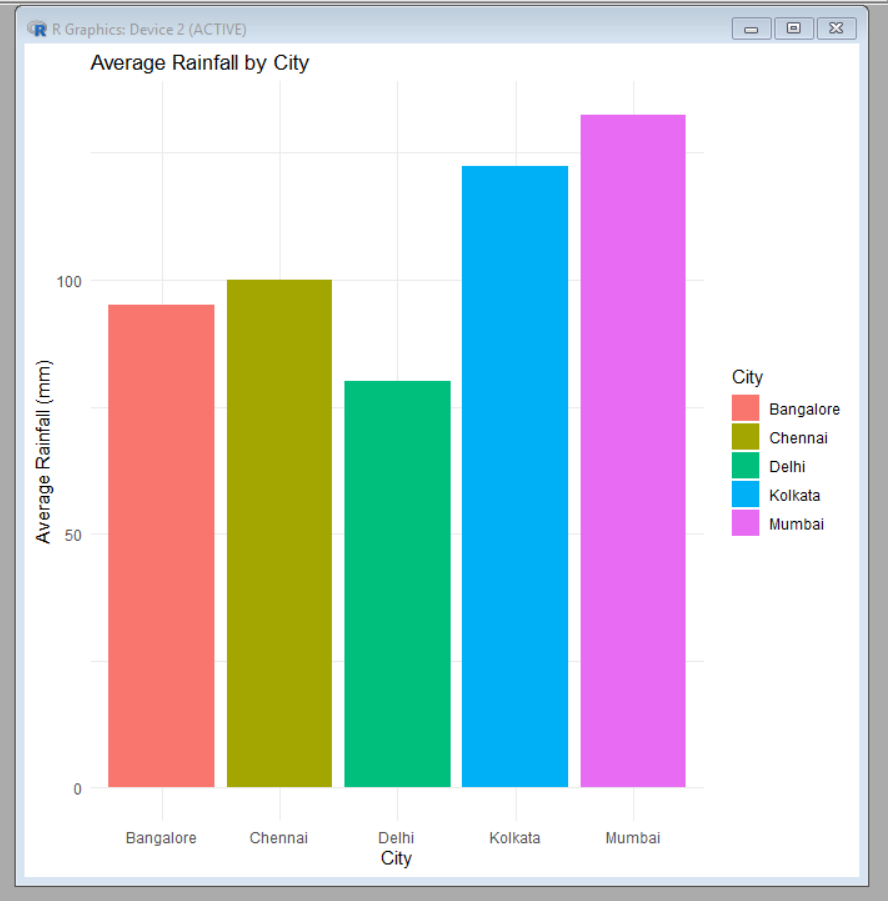 R Graphics: Device 2 (ACTIVE)
Average Rainfall by City
Average Rainfall (mm)
100
50
0
Bangalore Chennai Delhi Kolkata Mumbai
City
City
Bangalore
Chennai
Delhi
Kolkata
Mumbai